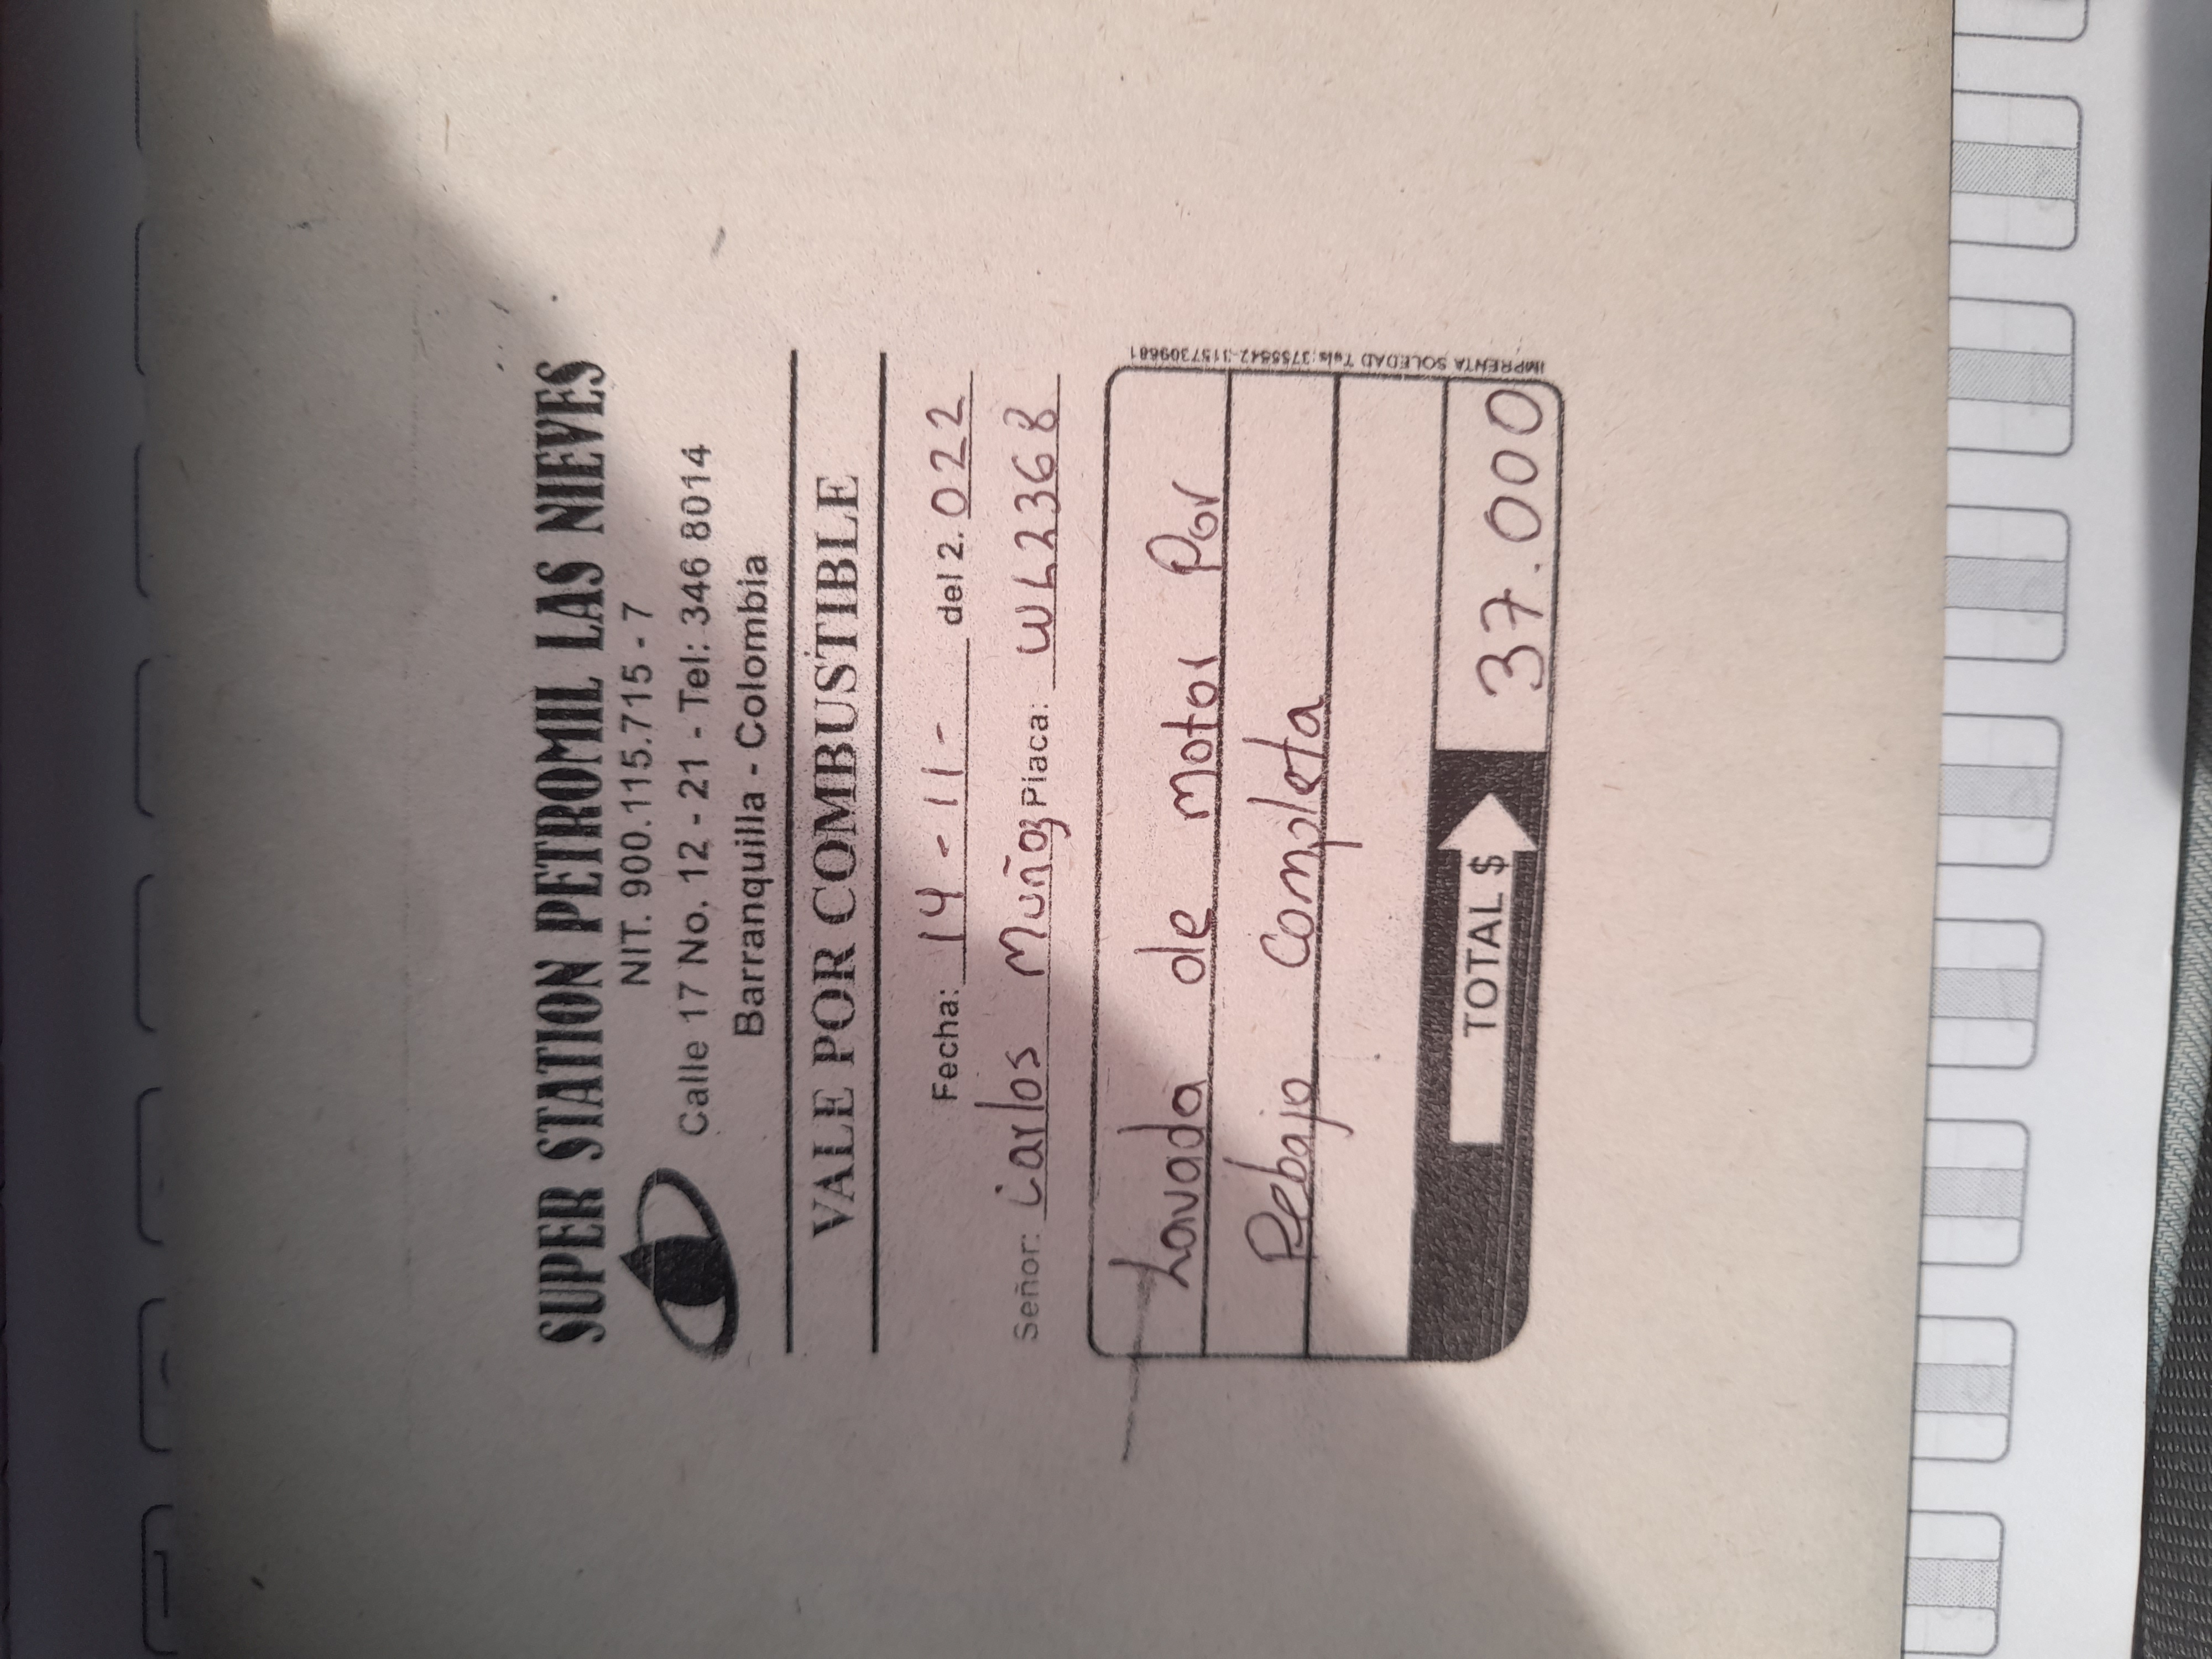 SUPER STATION PETROMIL LAS NIEVES
NIT. 900.115.715 - 7
Calle 17 No. 12 - 21 - Tel: 346 8014
Barranquilla - Colombia
VALE POR COMBUSTIBLE
Fecha: 14 - 11 - del 2.022
Señor: Carlos Muñoz Placa: WL2368
Lavada de motor Por
Pebajo Completa
TOTAL $ 37.000
IMPRENTA SOLEDAD Tels: 3755542-31157309681